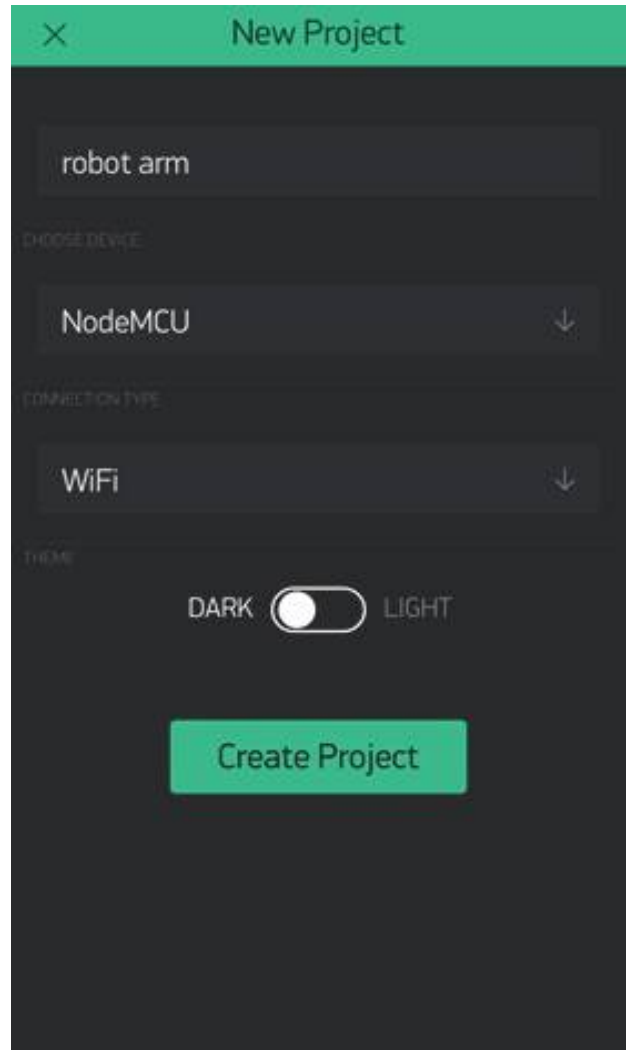 New Project
robot arm
CHOOSE DEVICE
NodeMCU
CONNECTION TYPE
WiFi
THEME
DARK LIGHT
Create Project